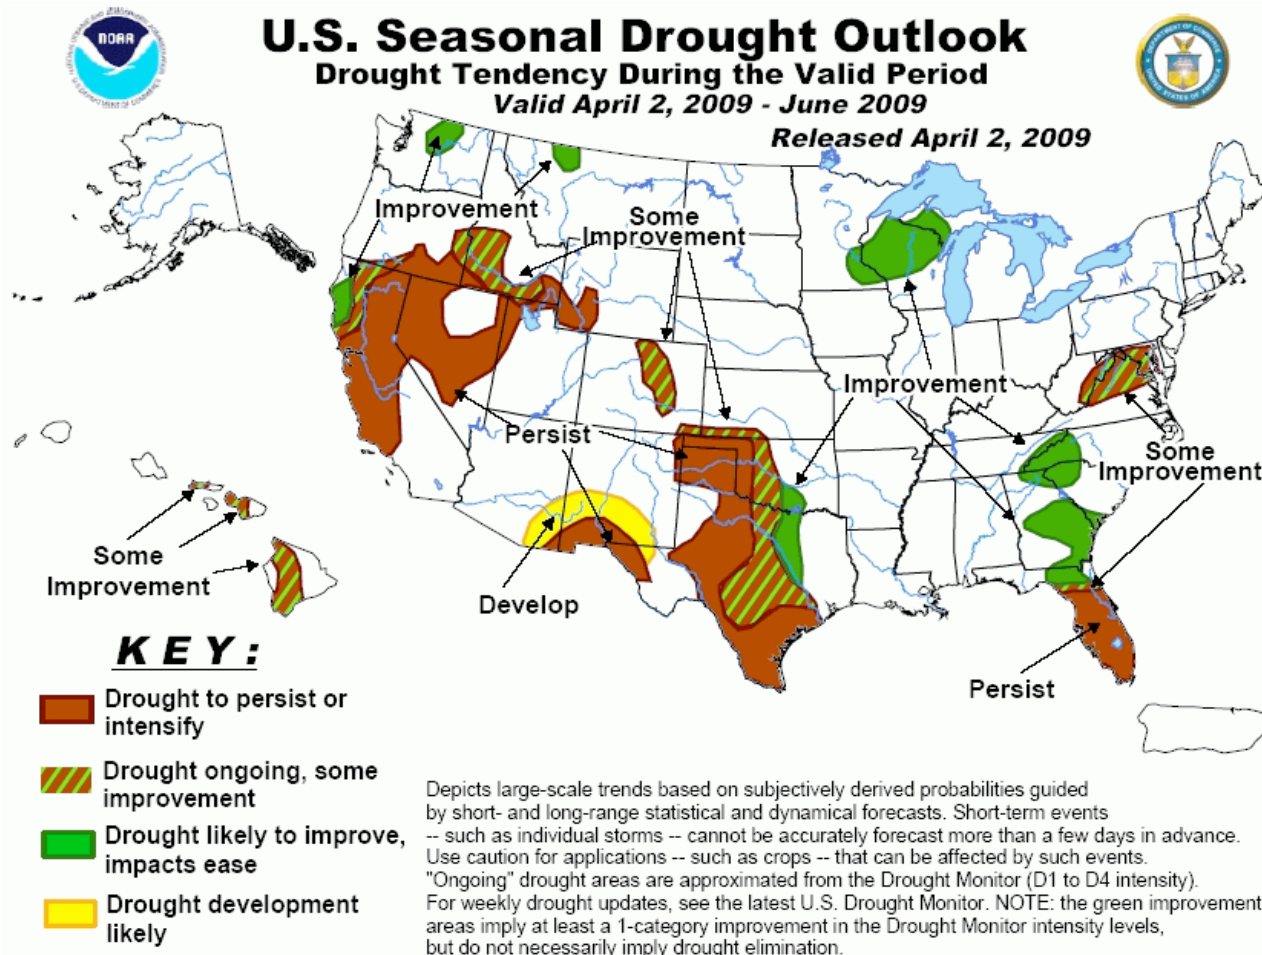 U.S. Seasonal Drought Outlook
Drought Tendency During the Valid Period
Valid April 2, 2009 - June 2009
Released April 2, 2009
NOAA
Improvement
Some
Improvement
Improvement
Persist
Some
Improvement
Some
Improvement
Develop
Persist
KEY:
Drought to persist or
intensify
Drought ongoing, some
improvement
Drought likely to improve,
impacts ease
Drought development
likely
Depicts large-scale trends based on subjectively derived probabilities guided
by short- and long-range statistical and dynamical forecasts. Short-term events
-- such as individual storms -- cannot be accurately forecast more than a few days in advance.
Use caution for applications -- such as crops -- that can be affected by such events.
"Ongoing" drought areas are approximated from the Drought Monitor (D1 to D4 intensity).
For weekly drought updates, see the latest U.S. Drought Monitor. NOTE: the green improvement
areas imply at least a 1-category improvement in the Drought Monitor intensity levels,
but do not necessarily imply drought elimination.